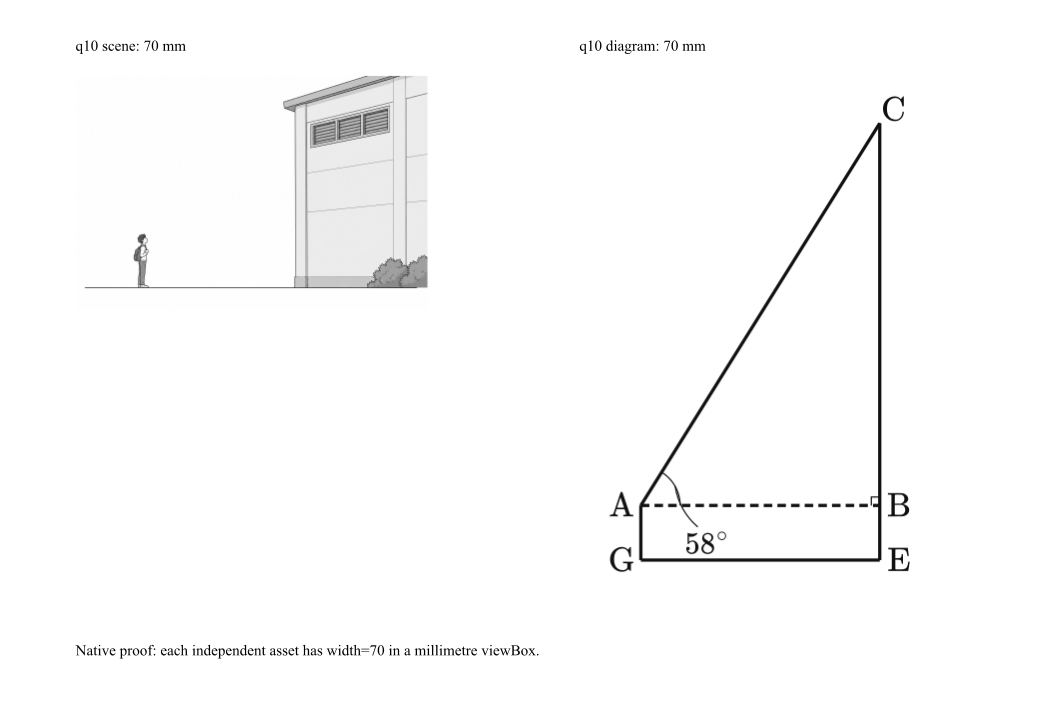 q10 scene: 70 mm
q10 diagram: 70 mm
C
A
B
58°
G
E
Native proof: each independent asset has width=70 in a millimetre viewBox.